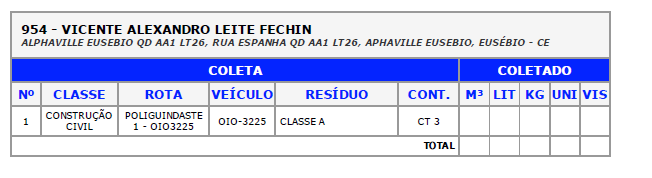 954 - VICENTE ALEXANDRO LEITE FECHIN
ALPHAVILLE EUSEBIO QD AA1 LT26, RUA ESPANHA QD AA1 LT26, APHAVILLE EUSEBIO, EUSÉBIO - CE
COLETA COLETADO
Nº CLASSE ROTA VEÍCULO RESÍDUO CONT. M³ LIT KG UNI VIS
1 CONSTRUÇÃO CIVIL POLIGUINDASTE 1 - OIO3225 OIO-3225 CLASSE A CT 3
TOTAL